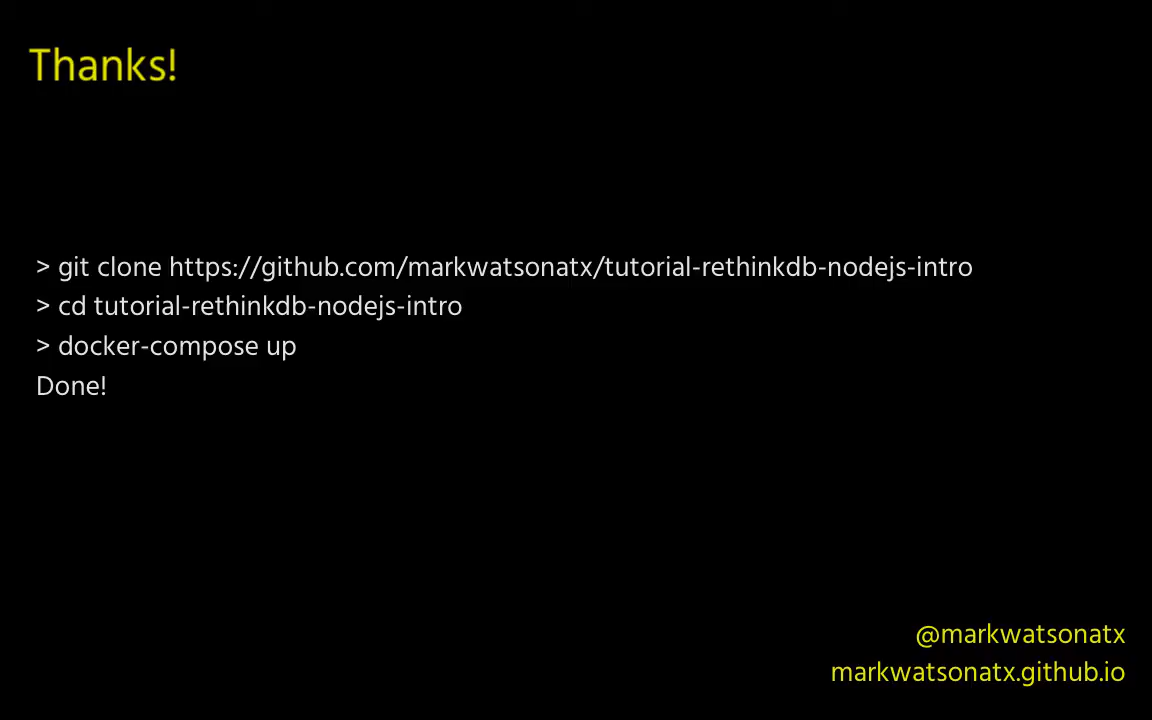 Thanks!
> git clone https://github.com/markwatsonatx/tutorial-rethinkdb-nodejs-intro
> cd tutorial-rethinkdb-nodejs-intro
> docker-compose up
Done!
@markwatsonatx
markwatsonatx.github.io